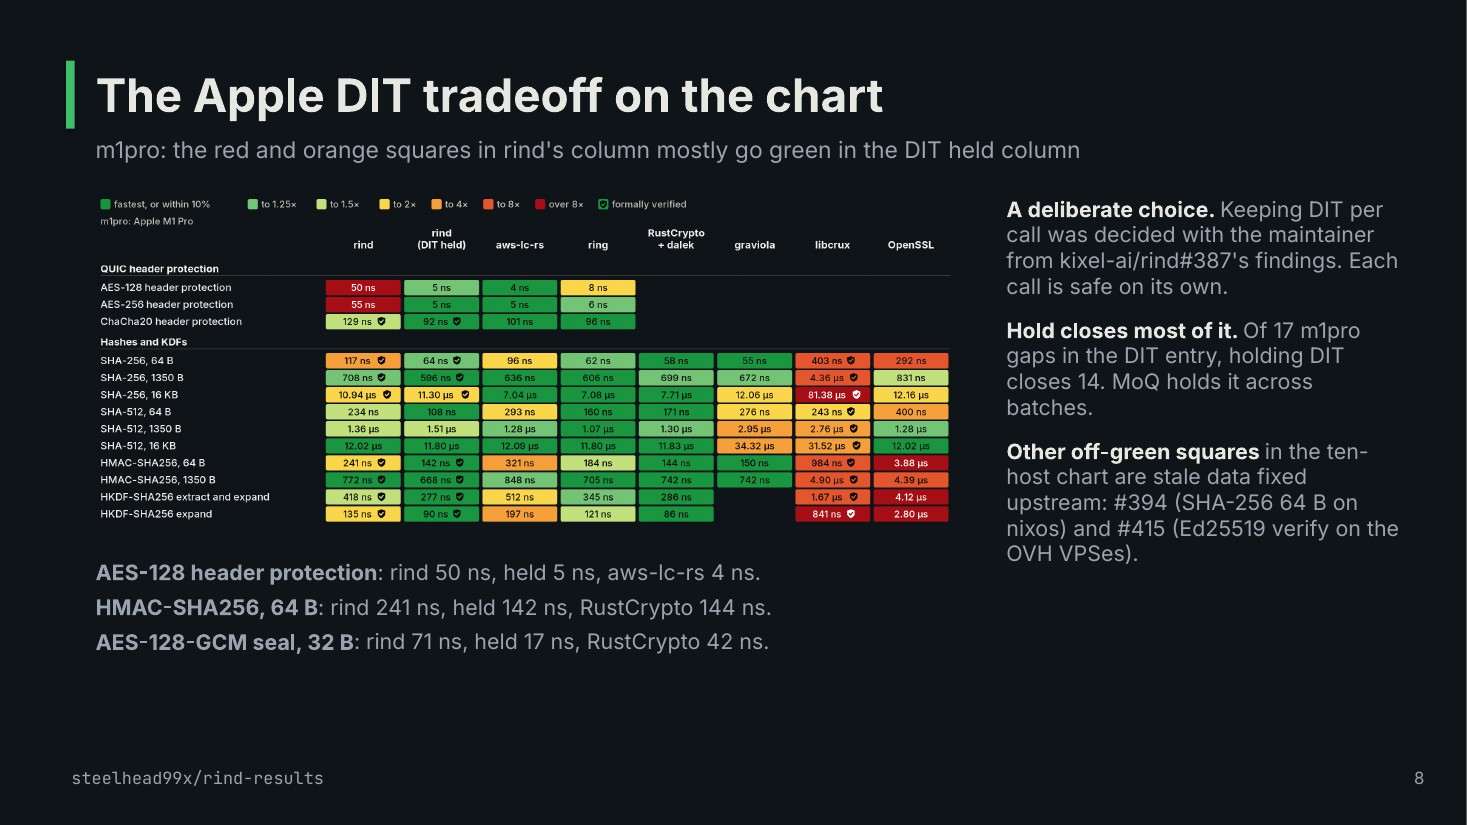 The Apple DIT tradeoff on the chart
m1pro: the red and orange squares in rind's column mostly go green in the DIT held column
fastest, or within 10% to 1.25× to 1.5× to 2× to 4× to 8× over 8× formally verified
m1pro: Apple M1 Pro
rind rind (DIT held) aws-lc-rs ring RustCrypto + dalek graviola libcrux OpenSSL
QUIC header protection
AES-128 header protection 50 ns 5 ns 4 ns 8 ns
AES-256 header protection 55 ns 5 ns 5 ns 6 ns
ChaCha20 header protection 129 ns 92 ns 101 ns 96 ns
Hashes and KDFs
SHA-256, 64 B 117 ns 64 ns 96 ns 62 ns 58 ns 55 ns 403 ns 292 ns
SHA-256, 1350 B 708 ns 596 ns 636 ns 606 ns 699 ns 672 ns 4.36 µs 831 ns
SHA-256, 16 KB 10.94 µs 11.30 µs 7.04 µs 7.08 µs 7.71 µs 12.06 µs 81.38 µs 12.16 µs
SHA-512, 64 B 234 ns 108 ns 293 ns 160 ns 171 ns 276 ns 243 ns 400 ns
SHA-512, 1350 B 1.36 µs 1.51 µs 1.28 µs 1.07 µs 1.30 µs 2.95 µs 2.76 µs 1.28 µs
SHA-512, 16 KB 12.02 µs 11.80 µs 12.09 µs 11.80 µs 11.83 µs 34.32 µs 31.52 µs 12.02 µs
HMAC-SHA256, 64 B 241 ns 142 ns 321 ns 184 ns 144 ns 150 ns 984 ns 3.88 µs
HMAC-SHA256, 1350 B 772 ns 668 ns 848 ns 705 ns 742 ns 742 ns 4.90 µs 4.39 µs
HKDF-SHA256 extract and expand 418 ns 277 ns 512 ns 345 ns 286 ns 1.67 µs 4.12 µs
HKDF-SHA256 expand 135 ns 90 ns 197 ns 121 ns 86 ns 841 ns 2.80 µs
AES-128 header protection: rind 50 ns, held 5 ns, aws-lc-rs 4 ns.
HMAC-SHA256, 64 B: rind 241 ns, held 142 ns, RustCrypto 144 ns.
AES-128-GCM seal, 32 B: rind 71 ns, held 17 ns, RustCrypto 42 ns.
A deliberate choice. Keeping DIT per
call was decided with the maintainer
from kixel-ai/rind#387's findings. Each
call is safe on its own.
Hold closes most of it. Of 17 m1pro
gaps in the DIT entry, holding DIT
closes 14. MoQ holds it across
batches.
Other off-green squares in the ten-
host chart are stale data fixed
upstream: #394 (SHA-256 64 B on
nixos) and #415 (Ed25519 verify on the
OVH VPSes).
steelhead99x/rind-results
8